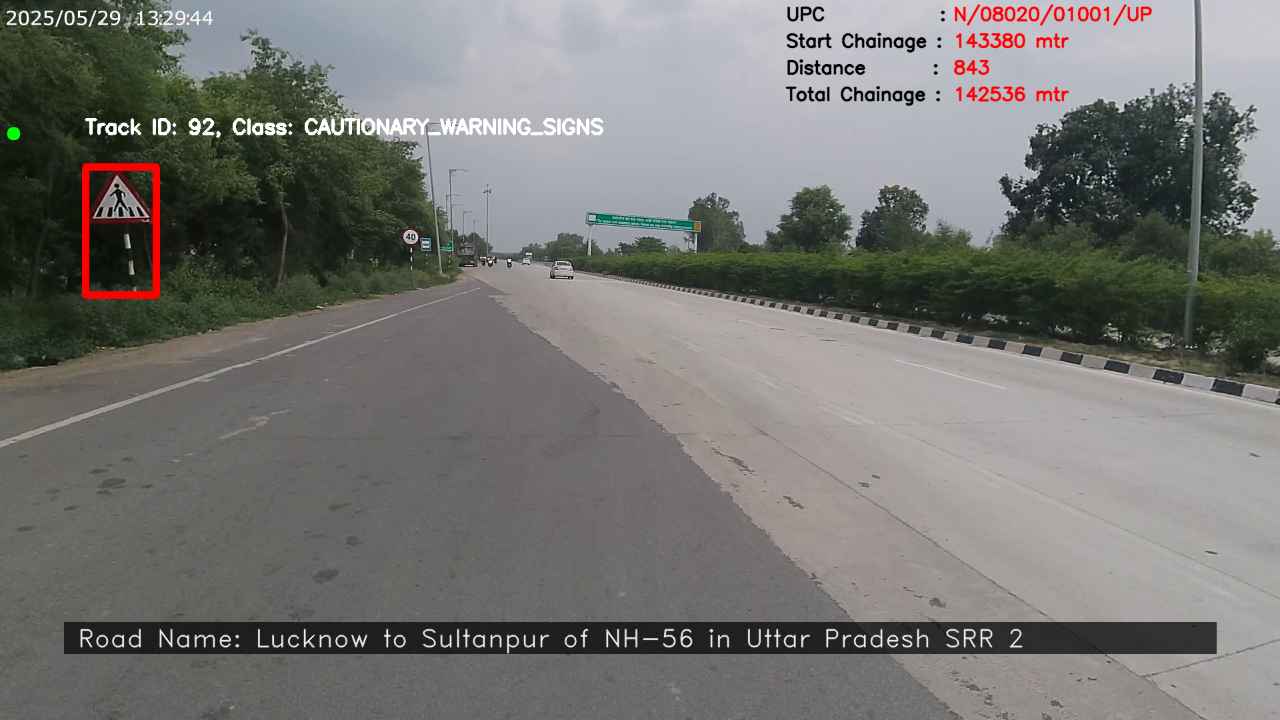 2025/05/29 13:29:44
UPC : N/08020/01001/UP
Start Chainage : 143380 mtr
Distance : 843
Total Chainage : 142536 mtr
Track ID: 92, Class: CAUTIONARY_WARNING_SIGNS
40
Road Name: Lucknow to Sultanpur of NH-56 in Uttar Pradesh SRR 2